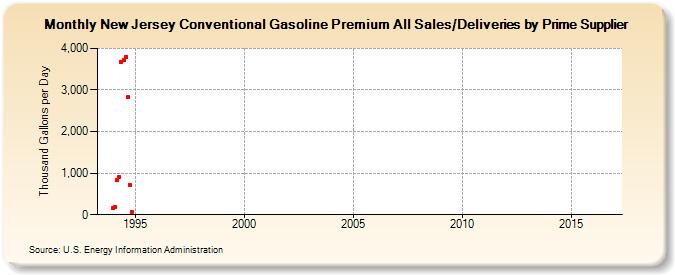 Monthly New Jersey Conventional Gasoline Premium All Sales/Deliveries by Prime Supplier
Thousand Gallons per Day
4,000
3,000
2,000
1,000
0
1995 2000 2005 2010 2015
Source: U.S. Energy Information Administration